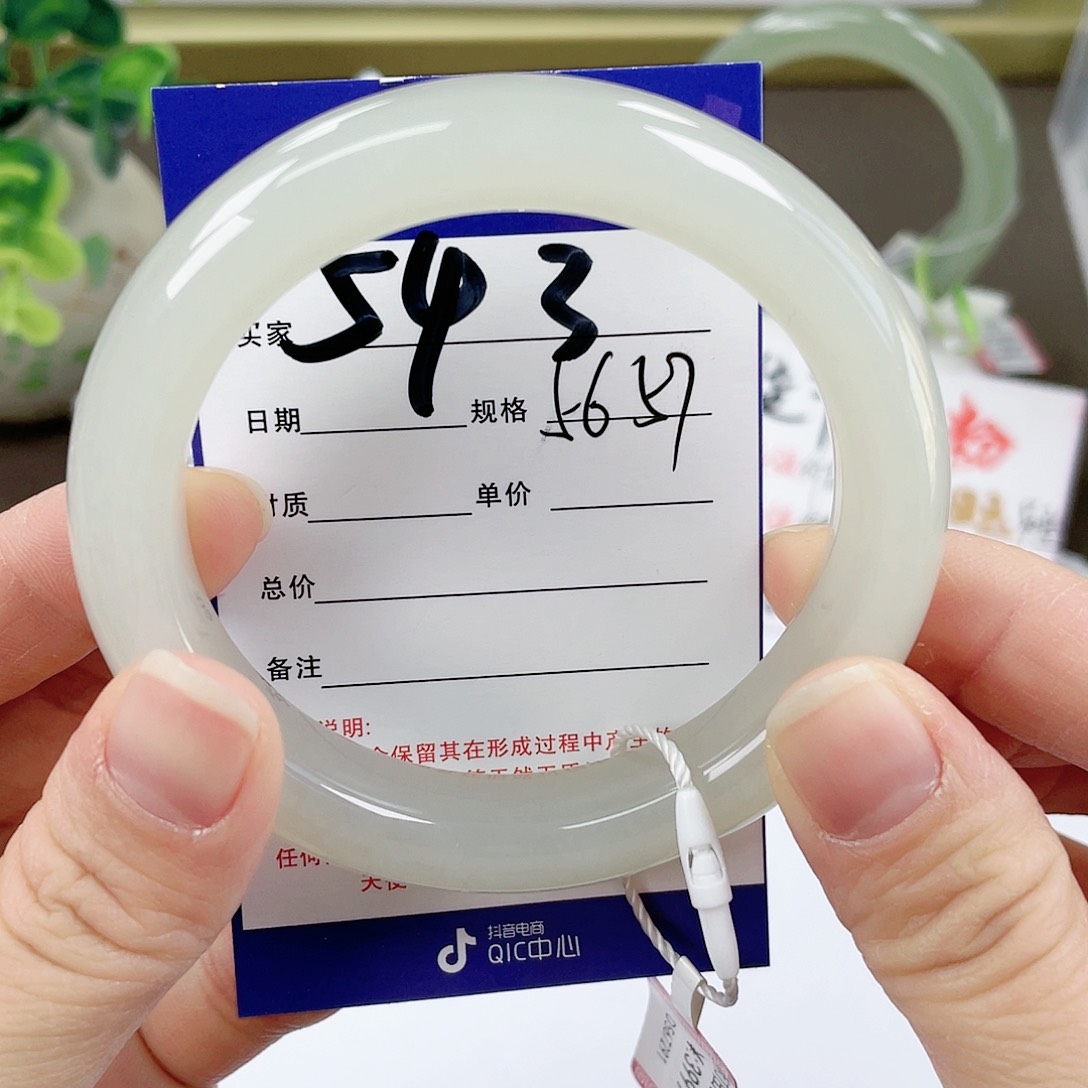 543
买家
日期 规格 56 57
质 单价
总价
备注
说明:
保留其在形成过程中产生的
任何
抖音电商
QIC中心